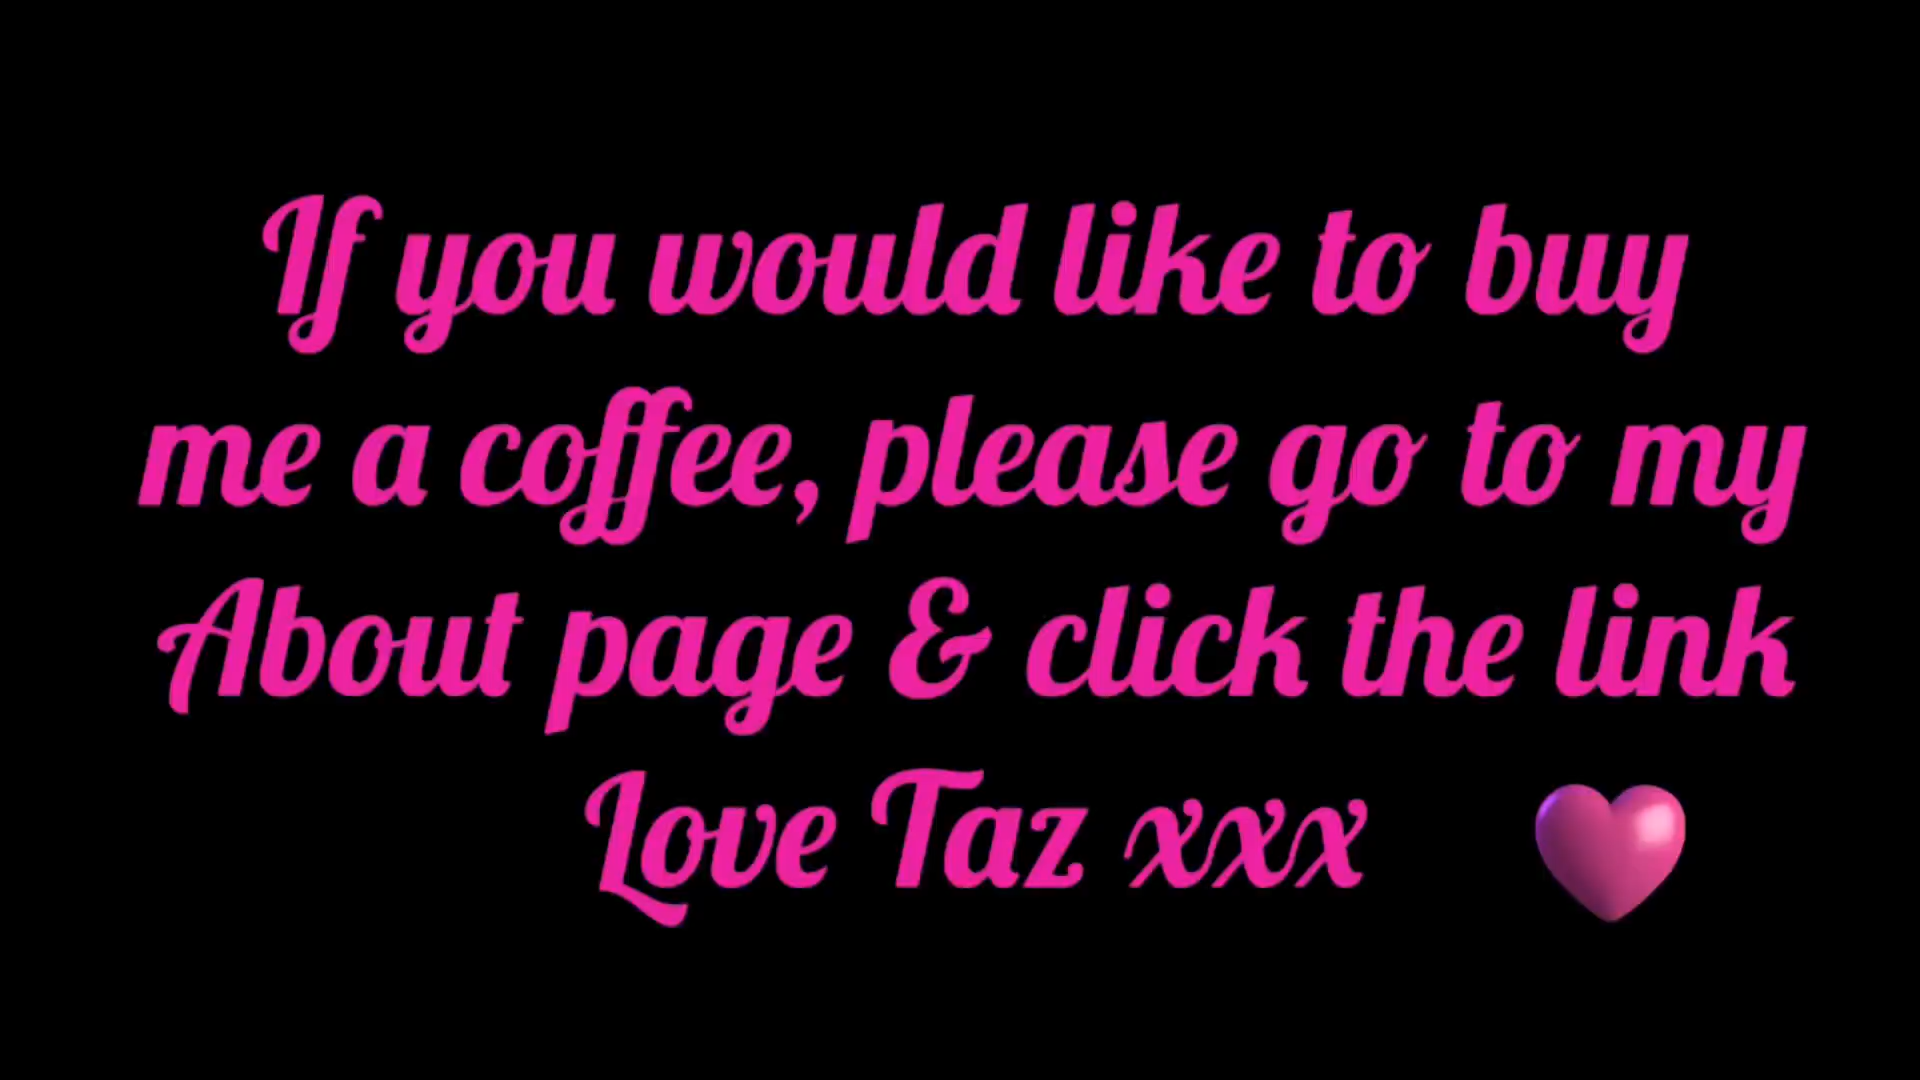 If you would like to buy
me a coffee, please go to my
About page & click the link
Love Taz xxx